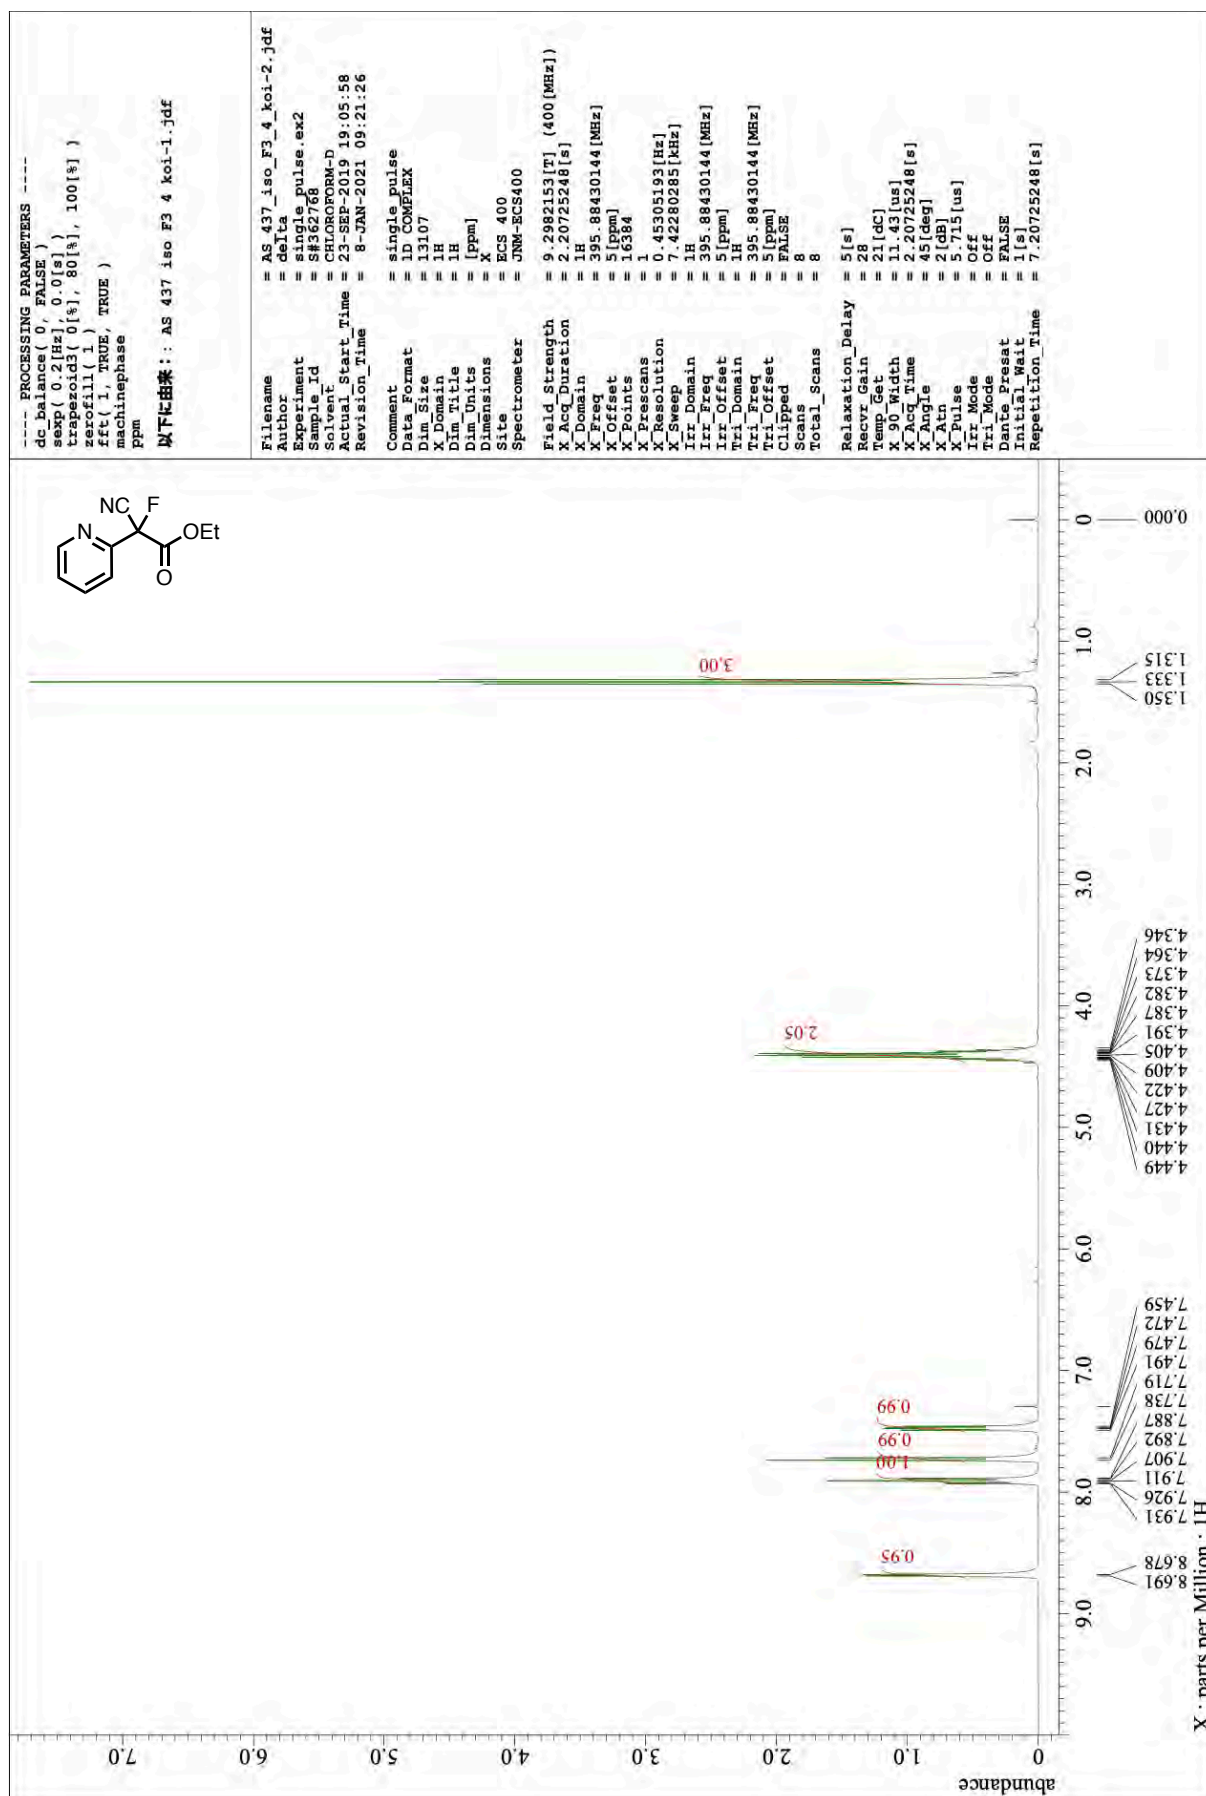 ---- PROCESSING PARAMETERS ----
dc_balance( 0, FALSE )
sexp( 0.2[Hz], 0.0[s] )
trapezoid3( 0[%], 80[%], 100[%] )
zerofill( 1 )
fft( 1, TRUE, TRUE )
machinephase
ppm
以下に由来:: AS 437 iso F3 4 koi-1.jdf
Filename = AS_437_iso_F3_4_koi-2.jdf
Author = delta
Experiment = single_pulse.ex2
Sample_Id = S#362768
Solvent = CHLOROFORM-D
Actual_Start_Time = 23-SEP-2019 19:05:58
Revision_Time = 8-JAN-2021 09:21:26
Comment = single_pulse
Data_Format = 1D COMPLEX
Dim_Size = 13107
X_Domain = 1H
Dim_Title = 1H
Dim_Units = [ppm]
Dimensions = X
Site = ECS 400
Spectrometer = JNM-ECS400
Field_Strength = 9.2982153[T] (400[MHz])
X_Acq_Duration = 2.20725248[s]
X_Domain = 1H
X_Freq = 395.88430144[MHz]
X_Offset = 5[ppm]
X_Points = 16384
X_Prescans = 1
X_Resolution = 0.45305193[Hz]
X_Sweep = 7.42280285[kHz]
Irr_Domain = 1H
Irr_Freq = 395.88430144[MHz]
Irr_Offset = 5[ppm]
Tri_Domain = 1H
Tri_Freq = 395.88430144[MHz]
Tri_Offset = 5[ppm]
Clipped = FALSE
Scans = 8
Total_Scans = 8
Relaxation_Delay = 5[s]
Recvr_Gain = 28
Temp_Get = 21[dC]
X_90_Width = 11.43[us]
X_Acq_Time = 2.20725248[s]
X_Angle = 45[deg]
X_Atn = 2[dB]
X_Pulse = 5.715[us]
Irr_Mode = Off
Tri_Mode = Off
Dante_Presat = FALSE
Initial_Wait = 1[s]
Repetition_Time = 7.20725248[s]
NC F
N OEt
O
abundance
7.0
6.0
5.0
4.0
3.0
2.0
1.0
0
0.95
1.00
0.99
0.99
2.05
3.00
9.0 8.0 7.0 6.0 5.0 4.0 3.0 2.0 1.0 0
8.691
8.678
7.931
7.926
7.911
7.907
7.892
7.887
7.738
7.719
7.491
7.479
7.472
7.459
4.449
4.440
4.431
4.427
4.422
4.409
4.405
4.391
4.387
4.382
4.373
4.364
4.346
1.350
1.333
1.315
0.000
X : parts per Million : 1H